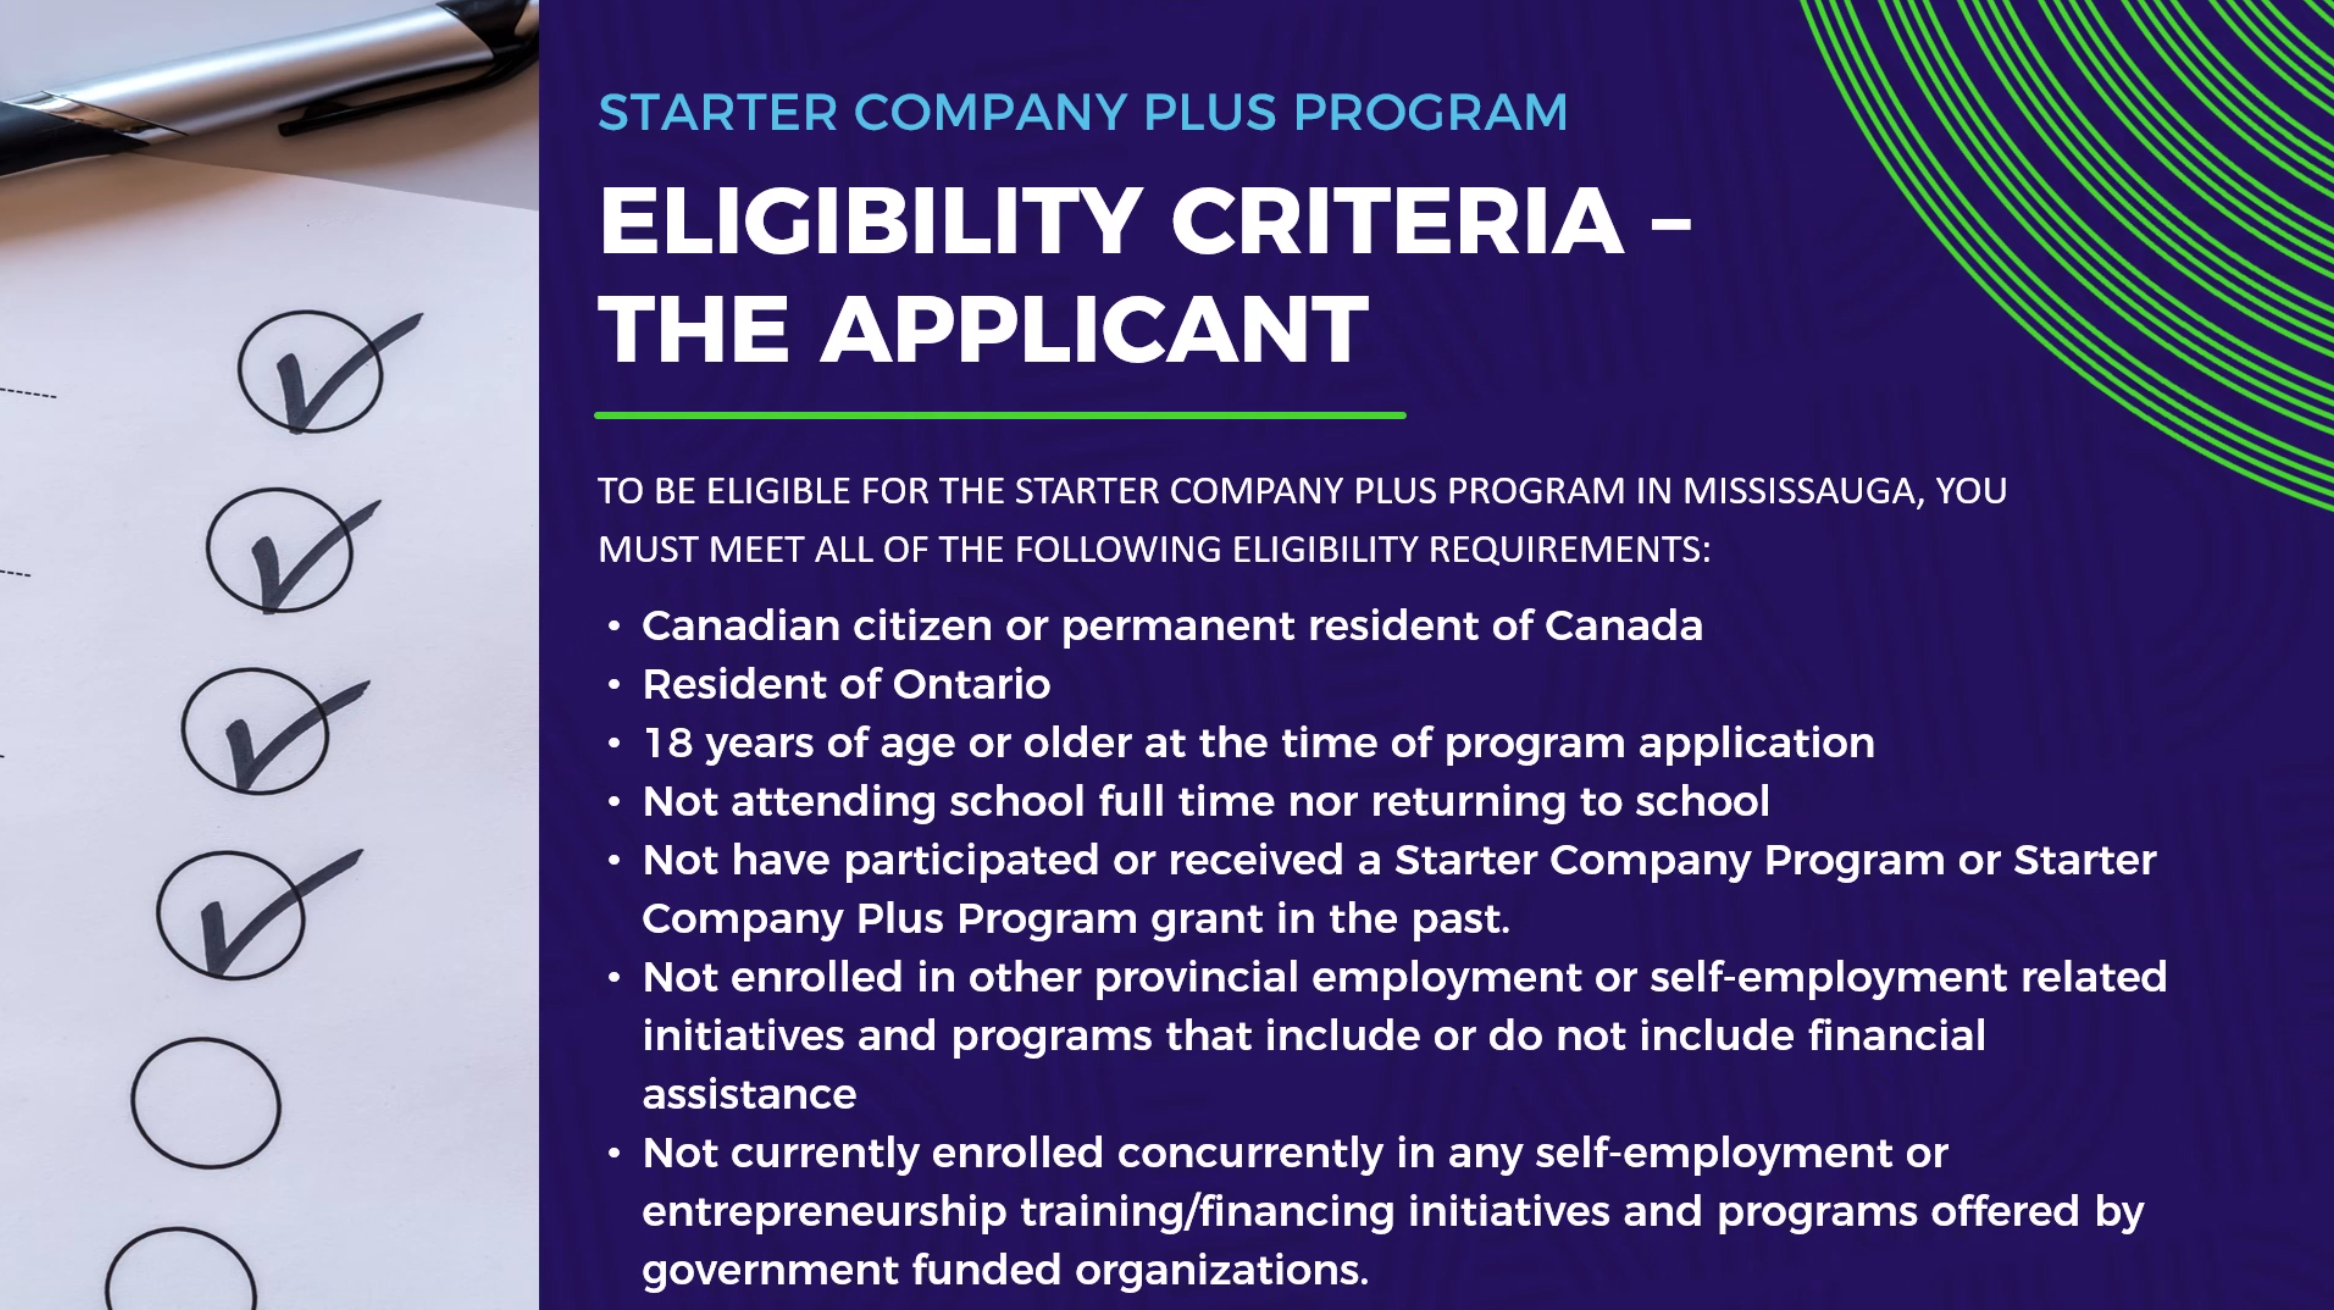 STARTER COMPANY PLUS PROGRAM
ELIGIBILITY CRITERIA –
THE APPLICANT
TO BE ELIGIBLE FOR THE STARTER COMPANY PLUS PROGRAM IN MISSISSAUGA, YOU
MUST MEET ALL OF THE FOLLOWING ELIGIBILITY REQUIREMENTS:
• Canadian citizen or permanent resident of Canada
• Resident of Ontario
• 18 years of age or older at the time of program application
• Not attending school full time nor returning to school
• Not have participated or received a Starter Company Program or Starter
Company Plus Program grant in the past.
• Not enrolled in other provincial employment or self-employment related
initiatives and programs that include or do not include financial
assistance
• Not currently enrolled concurrently in any self-employment or
entrepreneurship training/financing initiatives and programs offered by
government funded organizations.